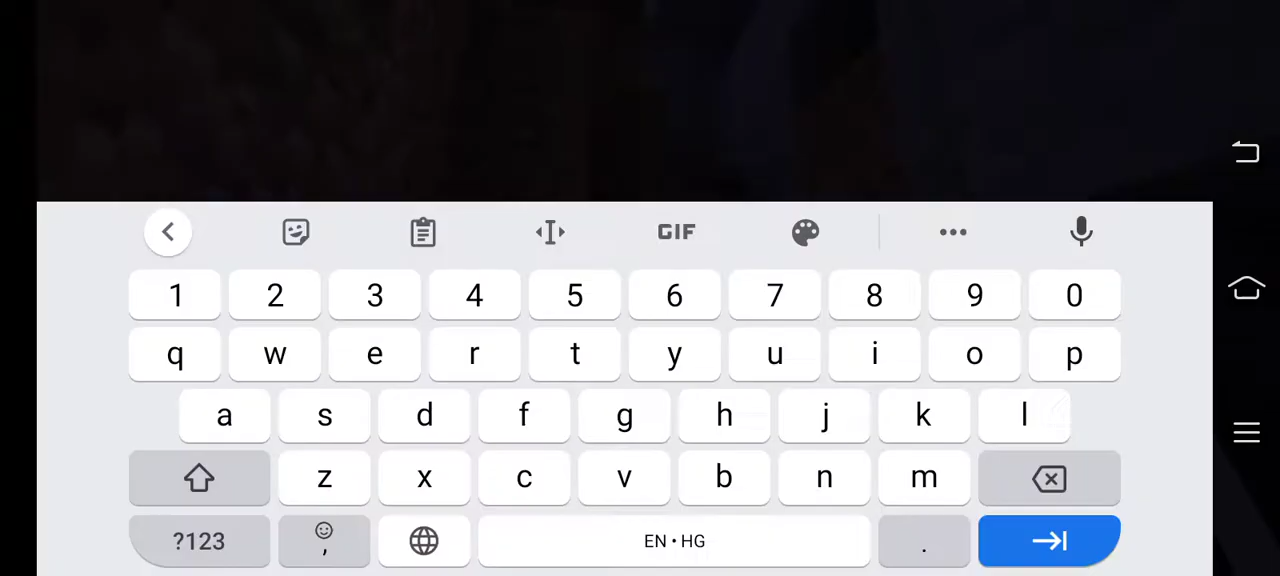 GIF
1 2 3 4 5 6 7 8 9 0
q w e r t y u i o p
a s d f g h j k l
z x c v b n m
?123 , EN • HG .